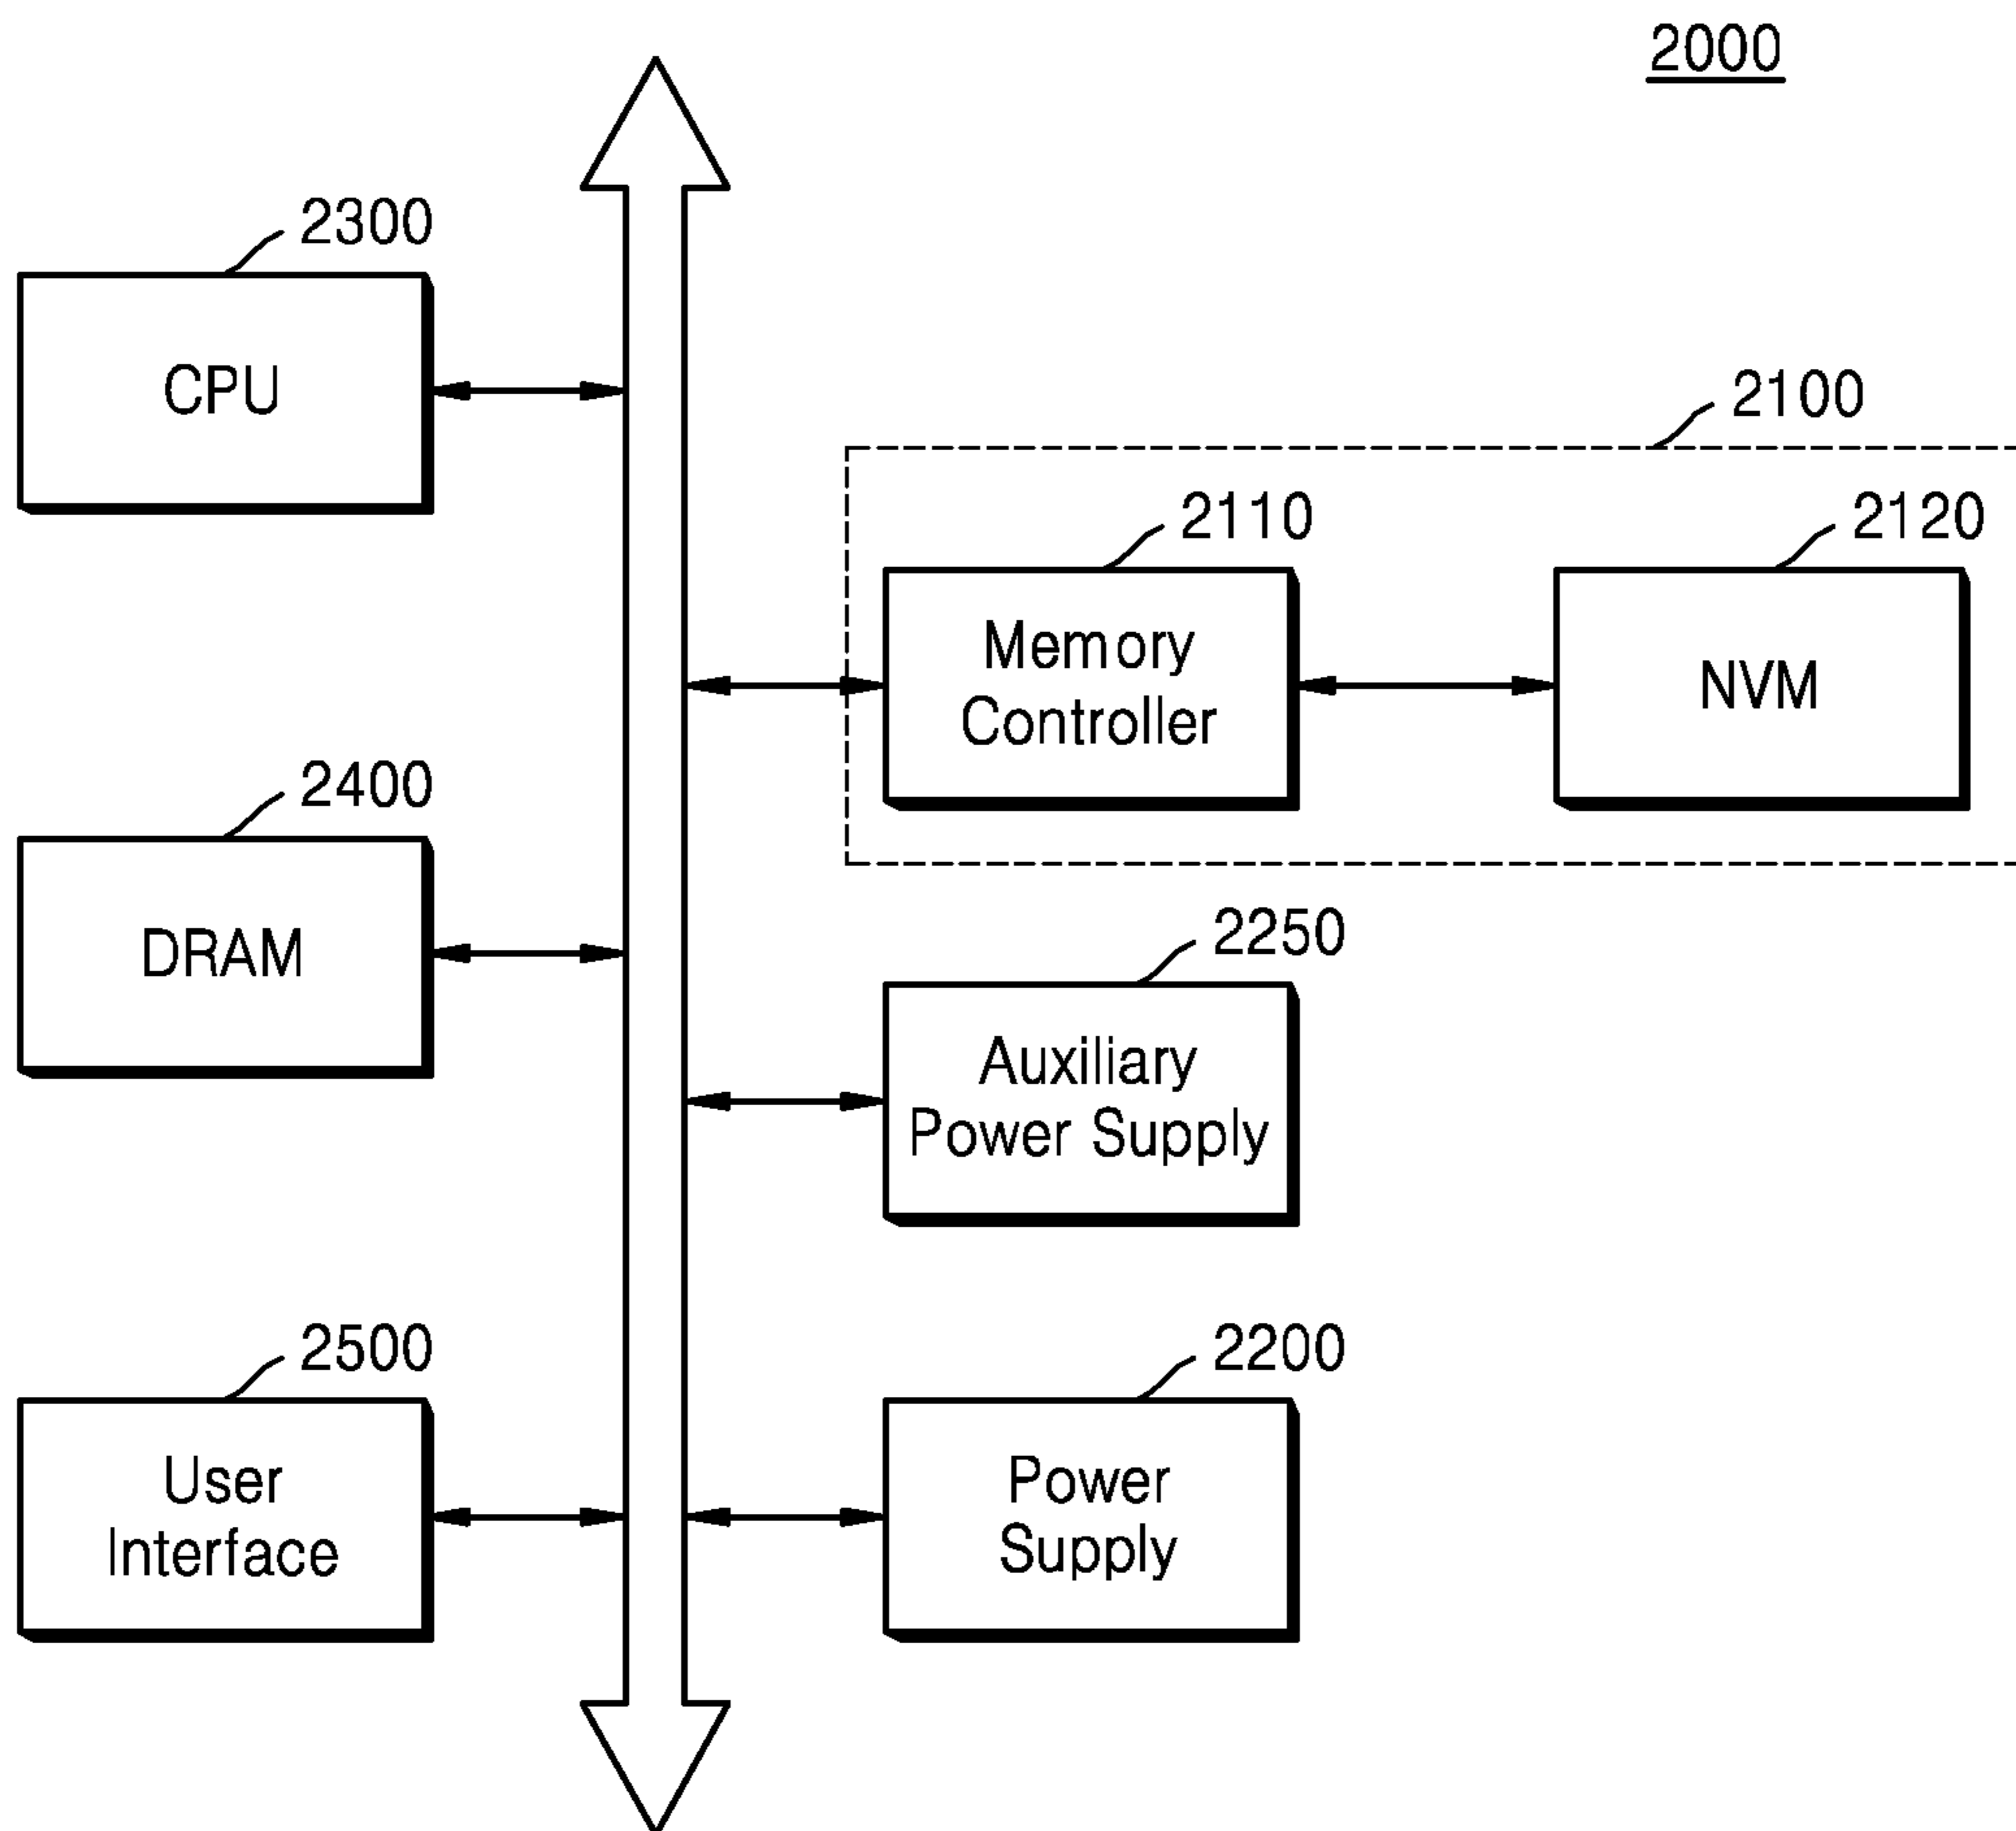 2000
2300
CPU
2100
2110
2120
Memory
Controller
NVM
2400
DRAM
2250
Auxiliary
Power Supply
2500
User
Interface
2200
Power
Supply